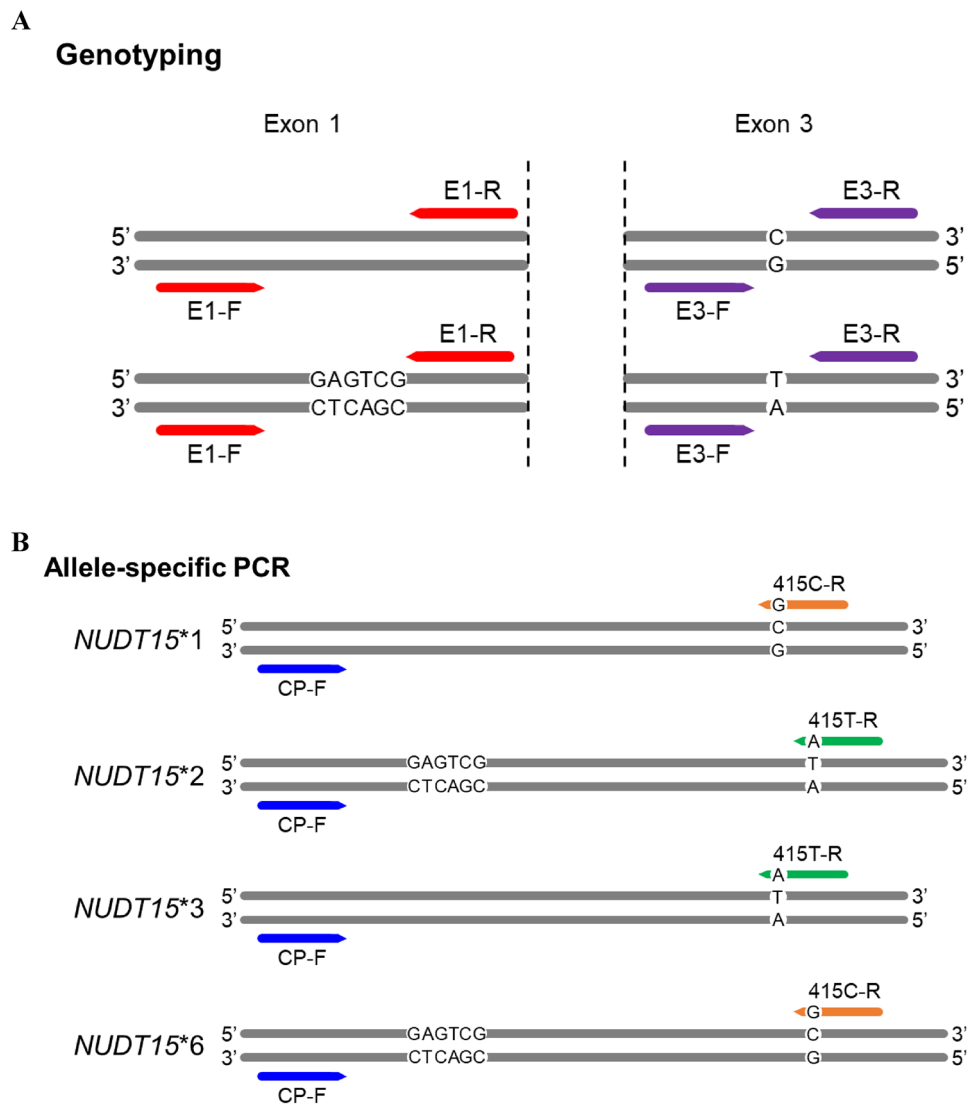 A
Genotyping
Exon 1 Exon 3
E1-R E3-R
5’ C 3’
3’ G 5’
E1-F E3-F
E1-R E3-R
5’ GAGTCG T 3’
3’ CTCAGC A 5’
E1-F E3-F
B
Allele-specific PCR
415C-R
G
NUDT15*1 5’ C 3’
3’ G 5’
CP-F
415T-R
A
NUDT15*2 5’ GAGTCG T 3’
3’ CTCAGC A 5’
CP-F
415T-R
A
NUDT15*3 5’ T 3’
3’ A 5’
CP-F
415C-R
G
NUDT15*6 5’ GAGTCG C 3’
3’ CTCAGC G 5’
CP-F